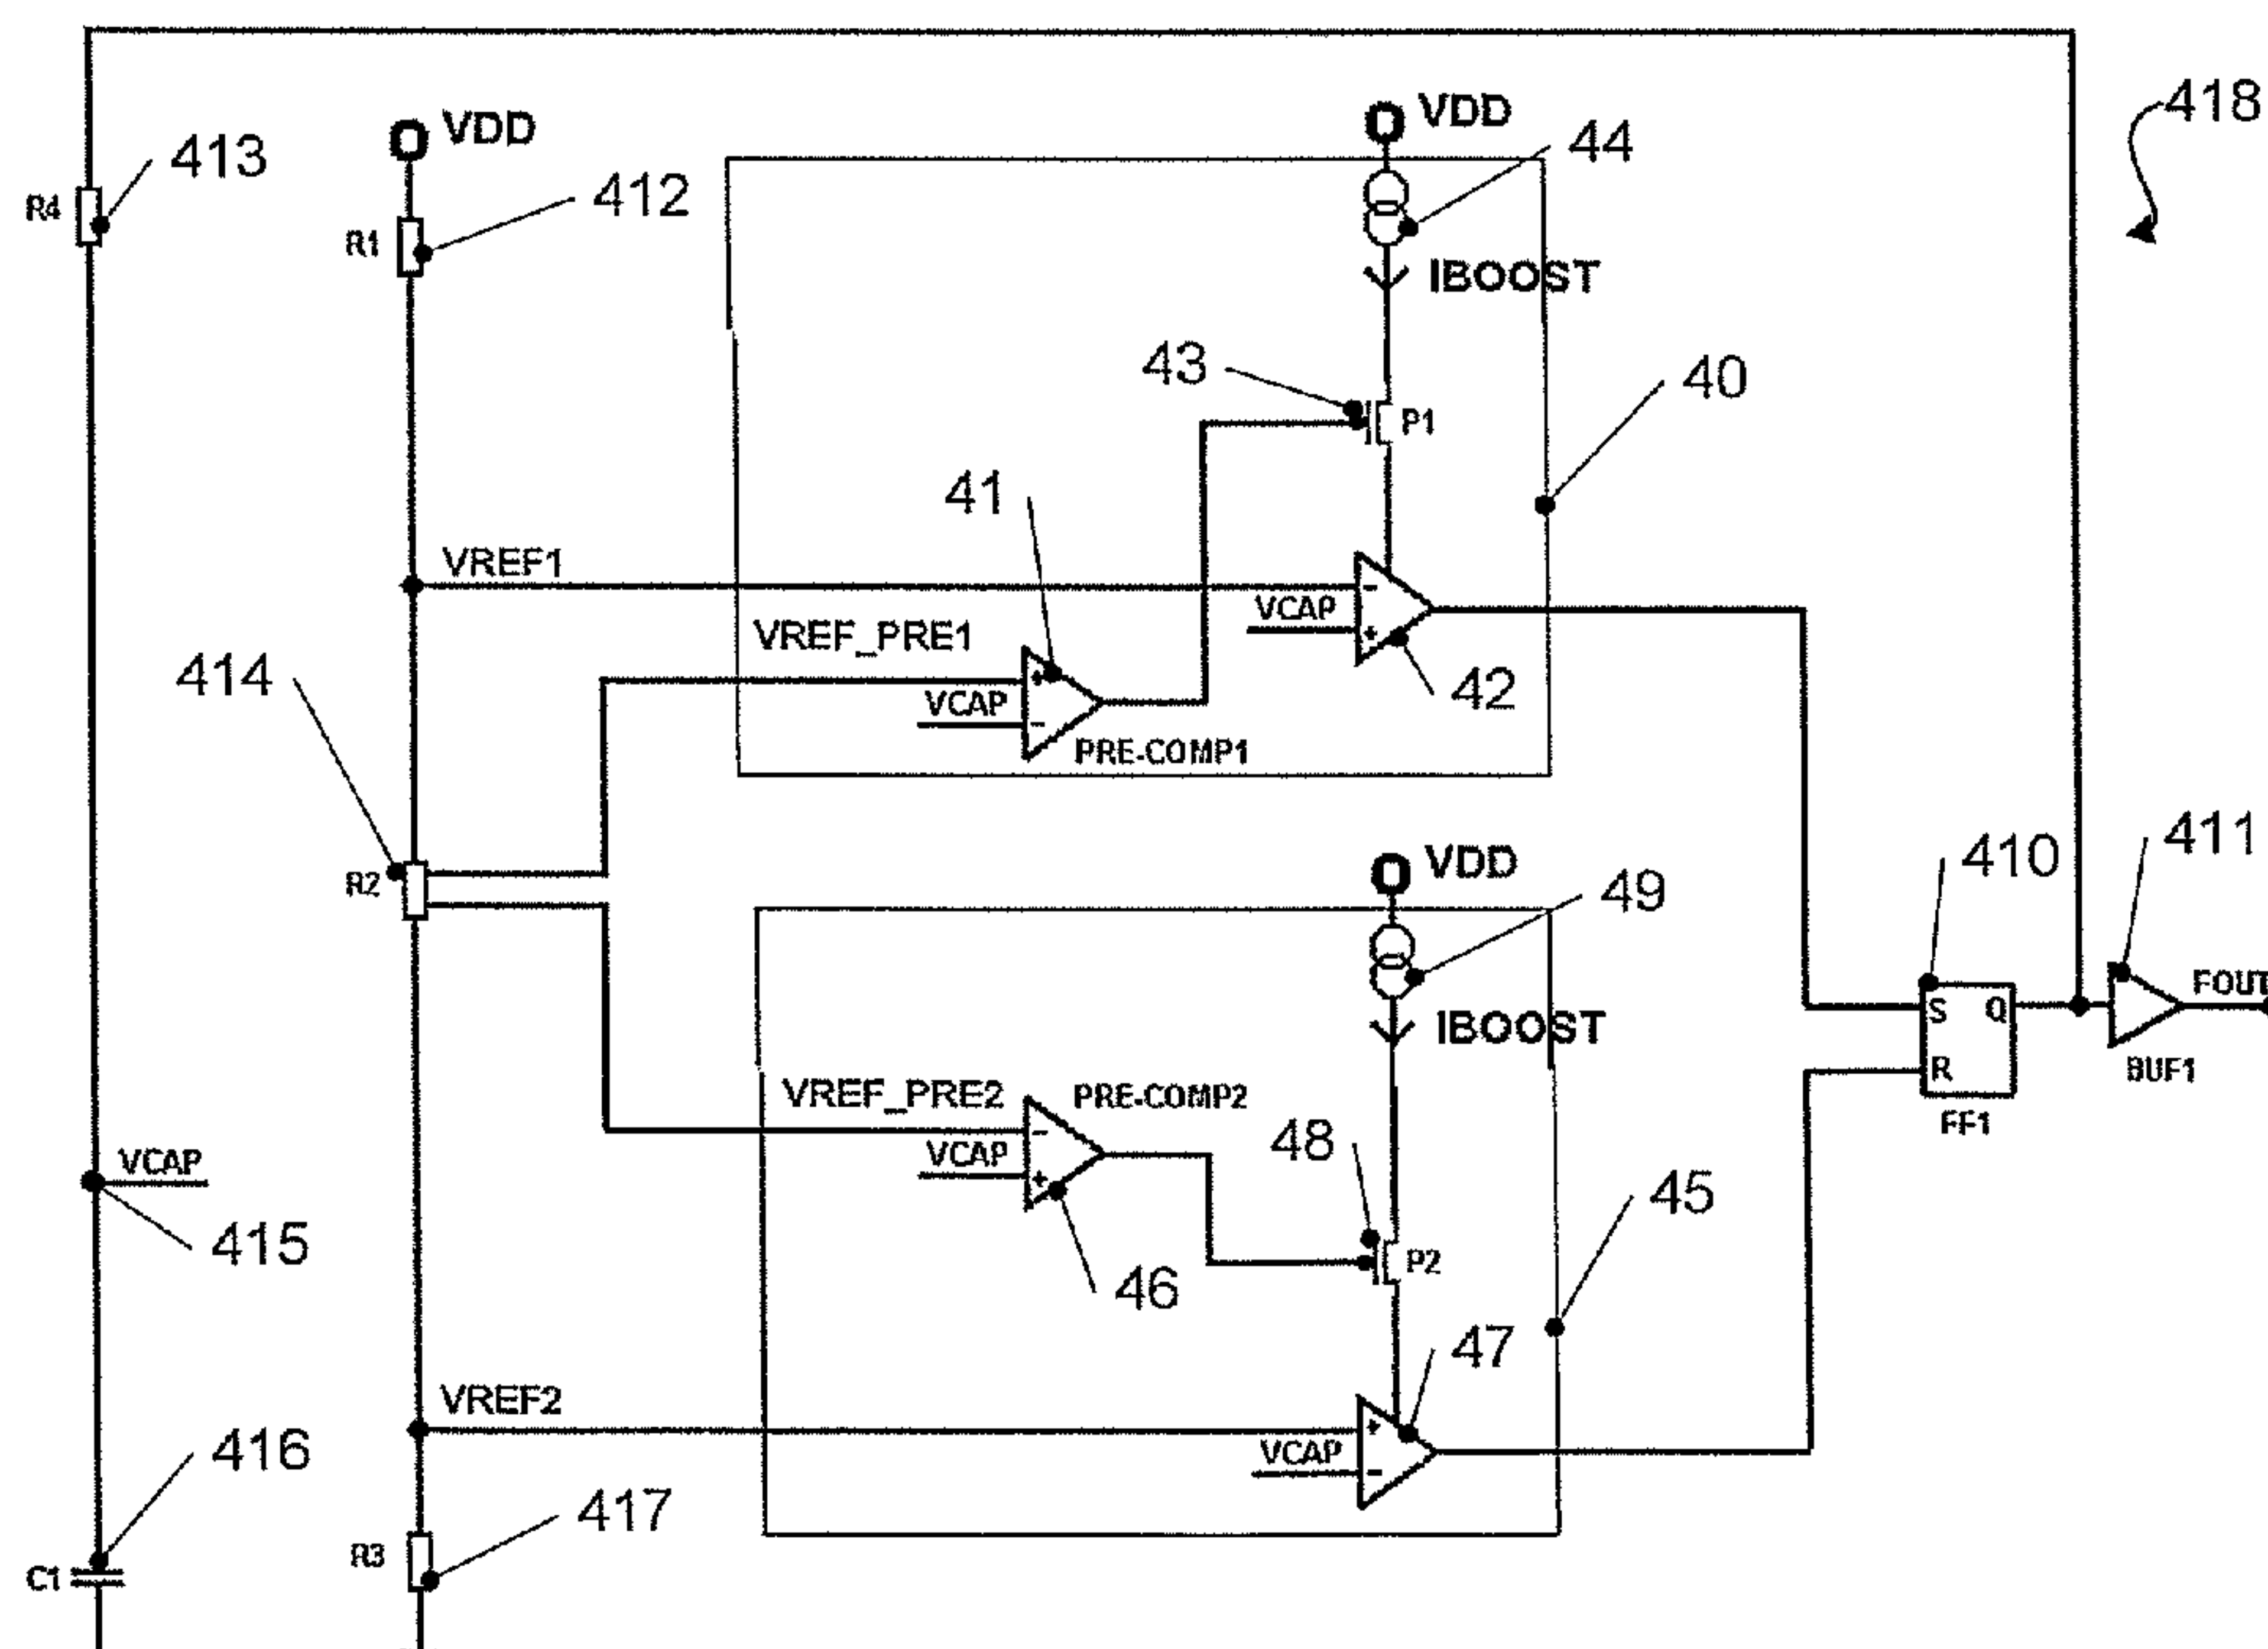 418
VDD
VDD
44
413
412
R4
R1
IBOOST
43
40
P1
41
VREF1
VCAP
VREF_PRE1
-
+
414
+
VCAP
-
42
PRE-COMP1
411
410
VDD
R2
49
FOUT
S Q
IBOOST
R
BUF1
VREF_PRE2
PRE-COMP2
FF1
-
VCAP
+
48
VCAP
45
415
P2
46
47
VREF2
+
VCAP
-
416
417
R3
C1